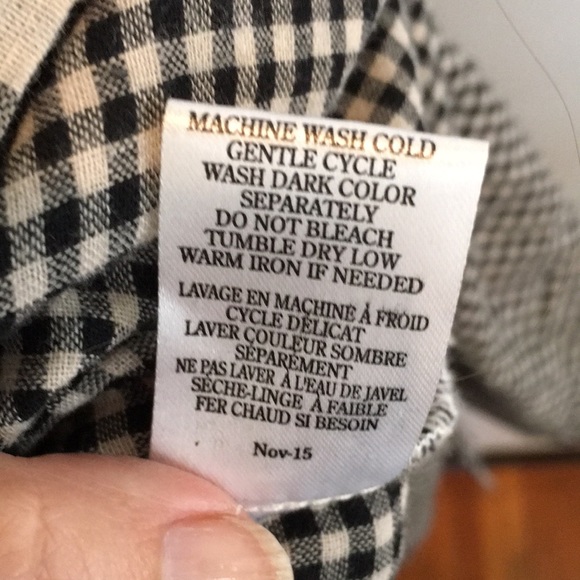 MACHINE WASH COLD
GENTLE CYCLE
WASH DARK COLOR
SEPARATELY
DO NOT BLEACH
TUMBLE DRY LOW
WARM IRON IF NEEDED
LAVAGE EN MACHINE À FROID
CYCLE DÉLICAT
LAVER COULEUR SOMBRE
SÉPARÉMENT
NE PAS LAVER À L'EAU DE JAVEL
SÈCHE-LINGE À FAIBLE
FER CHAUD SI BESOIN
Nov-15